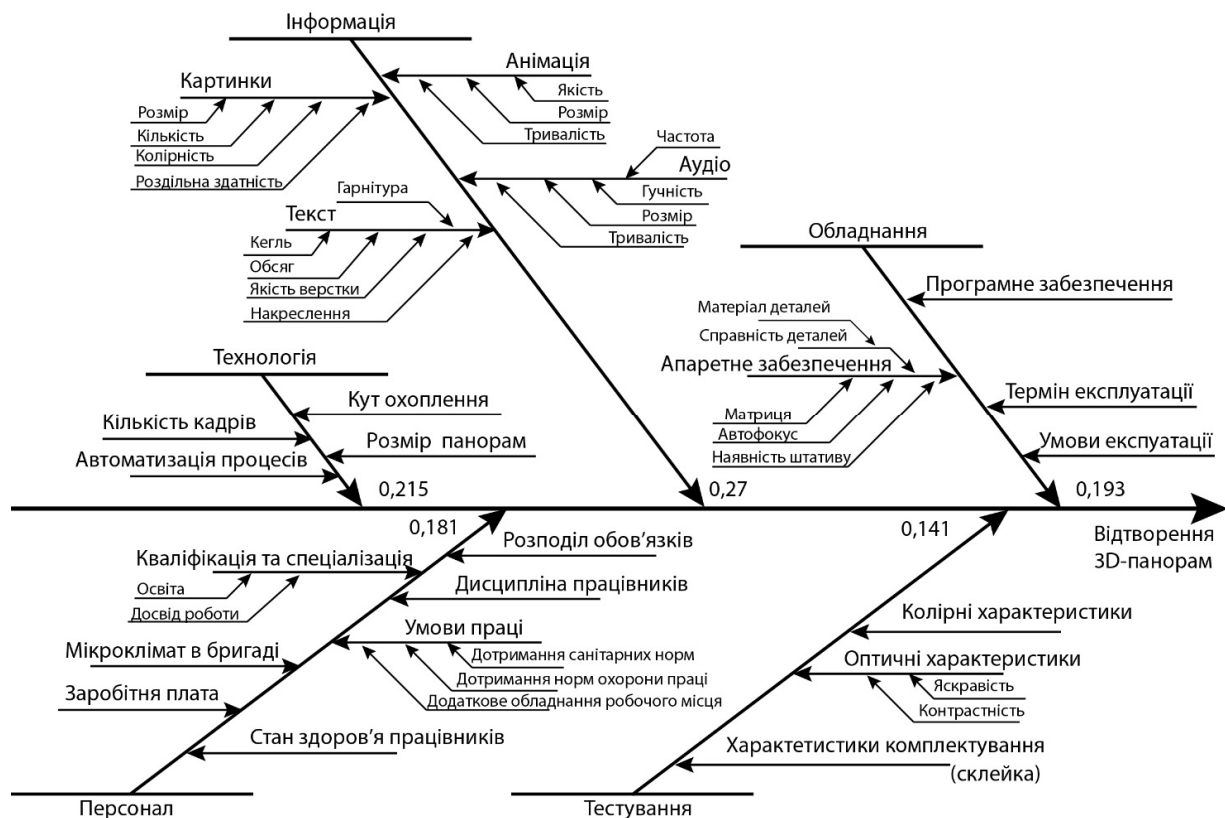 Інформація
Анімація
Картинки
Якість
Розмір
Розмір
Кількість
Тривалість
Частота
Колірність
Аудіо
Роздільна здатність
Гарнітура
Гучність
Текст
Розмір
Кегль
Тривалість
Обсяг
Якість верстки
Накреслення
Обладнання
Програмне забезпечення
Матеріал деталей
Справність деталей
Апаретне забезпечення
Термін експлуатації
Матриця
Автофокус
Наявність штативу
Умови експуатації
Технологія
Кут охоплення
Кількість кадрів
Розмір панорам
Автоматизація процесів
0,215
0,27
0,193
0,181
0,141
Відтворення
3D-панорам
Розподіл обов'язків
Кваліфікація та спеціалізація
Освіта
Досвід роботи
Дисципліна працівників
Умови праці
Дотримання санітарних норм
Дотримання норм охорони праці
Додаткове обладнання робочого місця
Мікроклімат в бригаді
Заробітня плата
Стан здоров'я працівників
Персонал
Колірні характеристики
Оптичні характеристики
Яскравість
Контрастність
Характетистики комплектування
(склейка)
Тестування